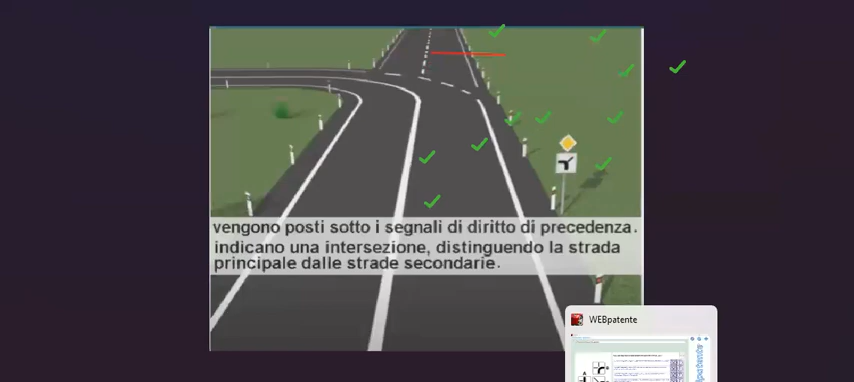 vengono posti sotto i segnali di diritto di precedenza.
indicano una intersezione, distinguendo la strada
principale dalle strade secondarie.
WEBpatente